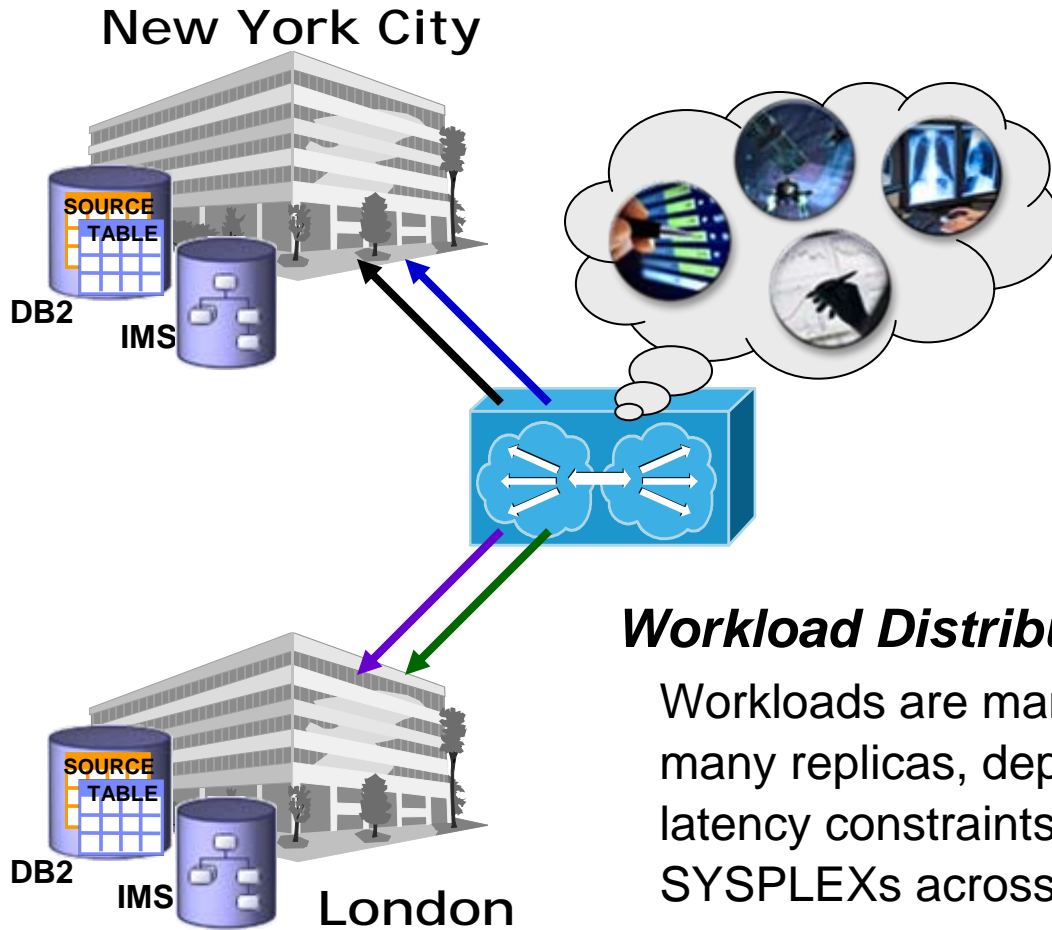 New York City
SOURCE
TABLE
DB2
IMS
Workload Distribu
Workloads are mar
many replicas, dep
latency constraints
SYSPLEXs across
SOURCE
TABLE
DB2
IMS
London